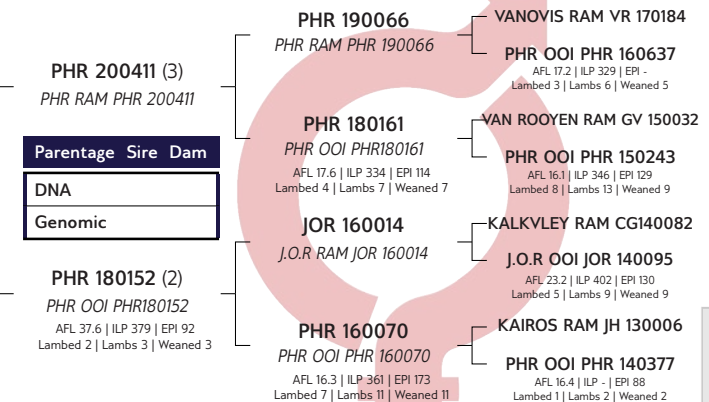 PHR 200411 (3)
PHR RAM PHR 200411
Parentage Sire Dam
DNA
Genomic
PHR 180152 (2)
PHR OOI PHR180152
AFL 37.6 | ILP 379 | EPI 92
Lambed 2 | Lambs 3 | Weaned 3
PHR 190066
PHR RAM PHR 190066
PHR 180161
PHR OOI PHR180161
AFL 17.6 | ILP 334 | EPI 114
Lambed 4 | Lambs 7 | Weaned 7
JOR 160014
J.O.R RAM JOR 160014
PHR 160070
PHR OOI PHR 160070
AFL 16.3 | ILP 361 | EPI 173
Lambed 7 | Lambs 11 | Weaned 11
VANOVIS RAM VR 170184
PHR OOI PHR 160637
AFL 17.2 | ILP 329 | EPI -
Lambed 3 | Lambs 6 | Weaned 5
VAN ROOYEN RAM GV 150032
PHR OOI PHR 150243
AFL 16.1 | ILP 346 | EPI 129
Lambed 8 | Lambs 13 | Weaned 9
KALKVLEY RAM CG140082
J.O.R OOI JOR 140095
AFL 23.2 | ILP 402 | EPI 130
Lambed 5 | Lambs 9 | Weaned 9
KAIROS RAM JH 130006
PHR OOI PHR 140377
AFL 16.4 | ILP - | EPI 88
Lambed 1 | Lambs 2 | Weaned 2